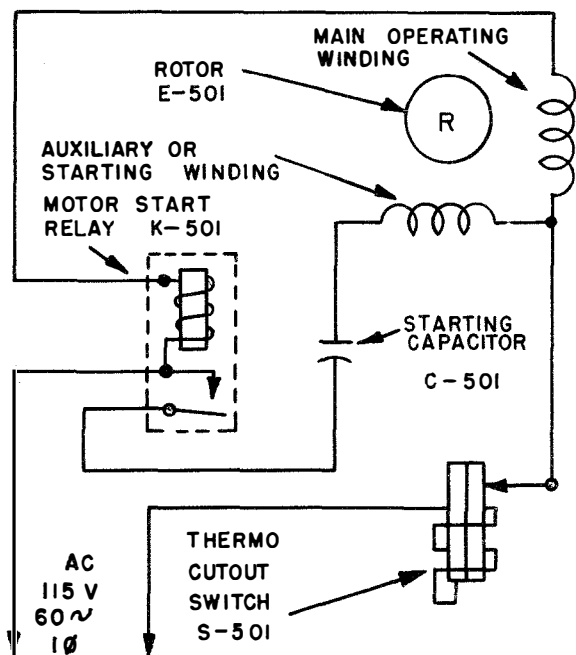 MAIN OPERATING
WINDING
ROTOR
E-501
R
AUXILIARY OR
STARTING WINDING
MOTOR START
RELAY K-501
STARTING
CAPACITOR
C-501
THERMO
CUTOUT
SWITCH
S-501
AC
115 V
60~
1Ø